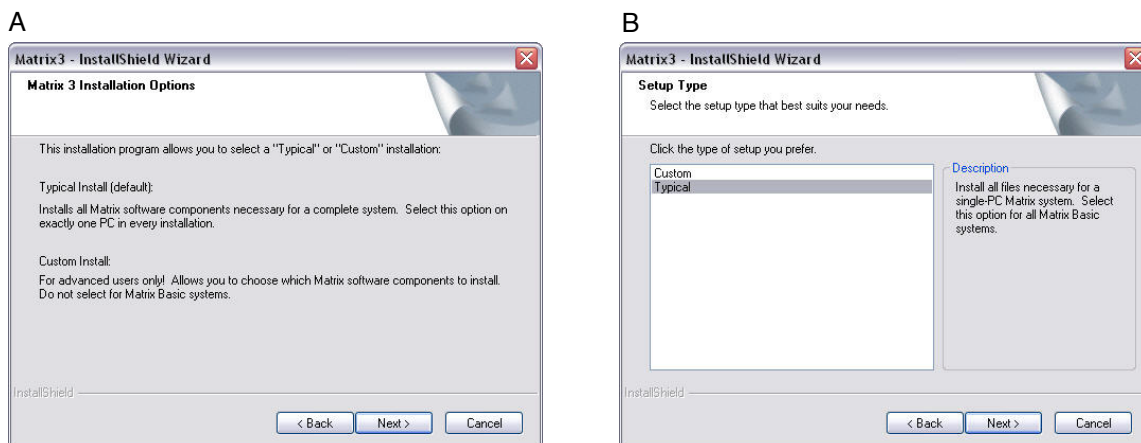 A
Matrix3 - InstallShield Wizard
Matrix 3 Installation Options
This installation program allows you to select a "Typical" or "Custom" installation:
Typical Install (default):
Installs all Matrix software components necessary for a complete system. Select this option on
exactly one PC in every installation.
Custom Install:
For advanced users only! Allows you to choose which Matrix software components to install.
Do not select for Matrix Basic systems.
InstallShield
< Back
Next >
Cancel
B
Matrix3 - InstallShield Wizard
Setup Type
Select the setup type that best suits your needs.
Click the type of setup you prefer.
Custom
Typical
Description
Install all files necessary for a
single-PC Matrix system. Select
this option for all Matrix Basic
systems.
InstallShield
< Back
Next >
Cancel